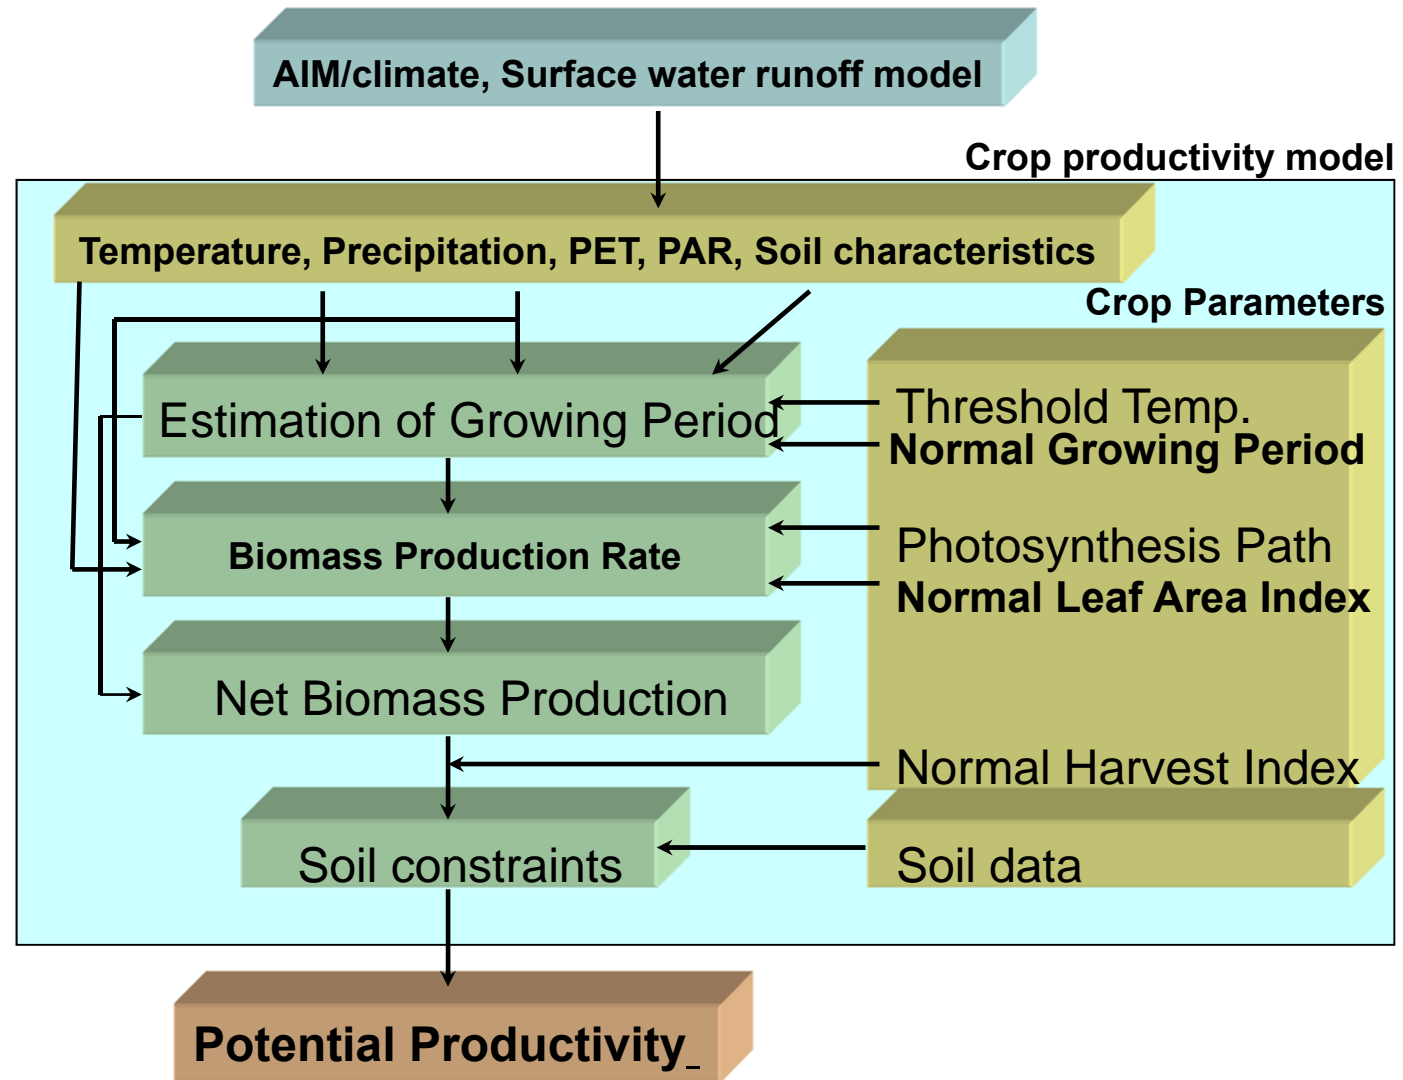 AIM/climate, Surface water runoff model
Crop productivity model
Temperature, Precipitation, PET, PAR, Soil characteristics
Crop Parameters
Estimation of Growing Period
Threshold Temp.
Normal Growing Period
Biomass Production Rate
Photosynthesis Path
Normal Leaf Area Index
Net Biomass Production
Normal Harvest Index
Soil constraints
Soil data
Potential Productivity_